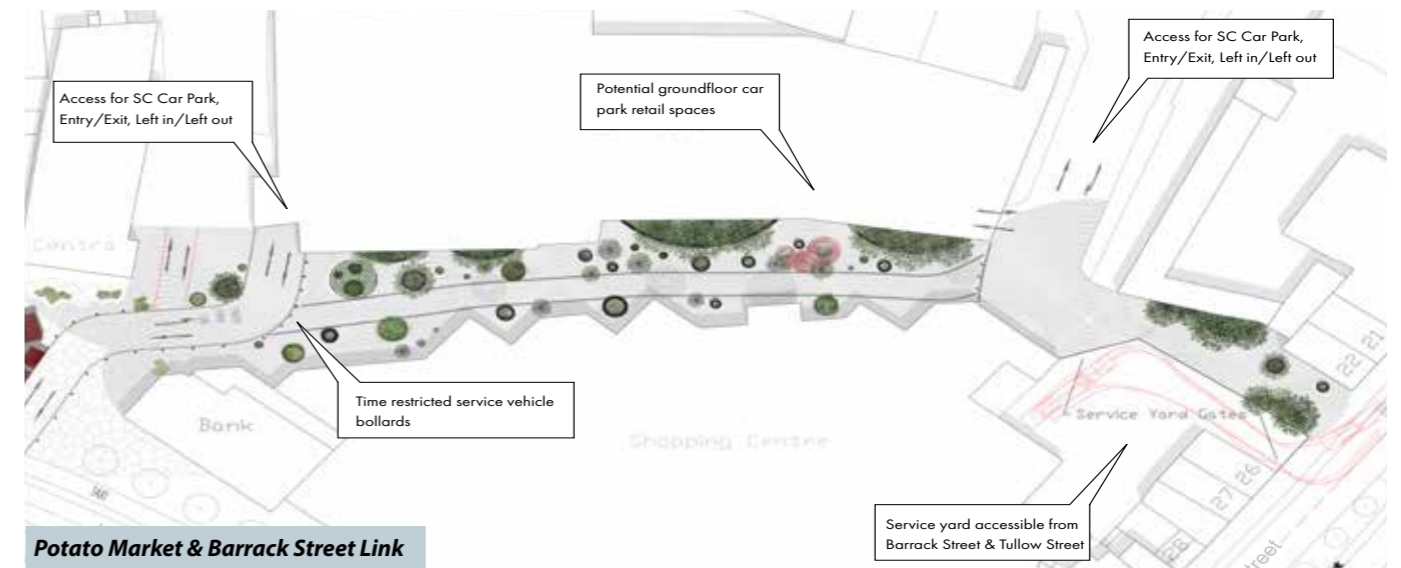 Access for SC Car Park,
Entry/Exit, Left in/Left out
Potential groundfloor car
park retail spaces
Access for SC Car Park,
Entry/Exit, Left in/Left out
Centra
Time restricted service vehicle
bollards
Bank
Shopping Centre
Service Yard Gates
22 21
27 26
28
Service yard accessible from
Barrack Street & Tullow Street
Potato Market & Barrack Street Link